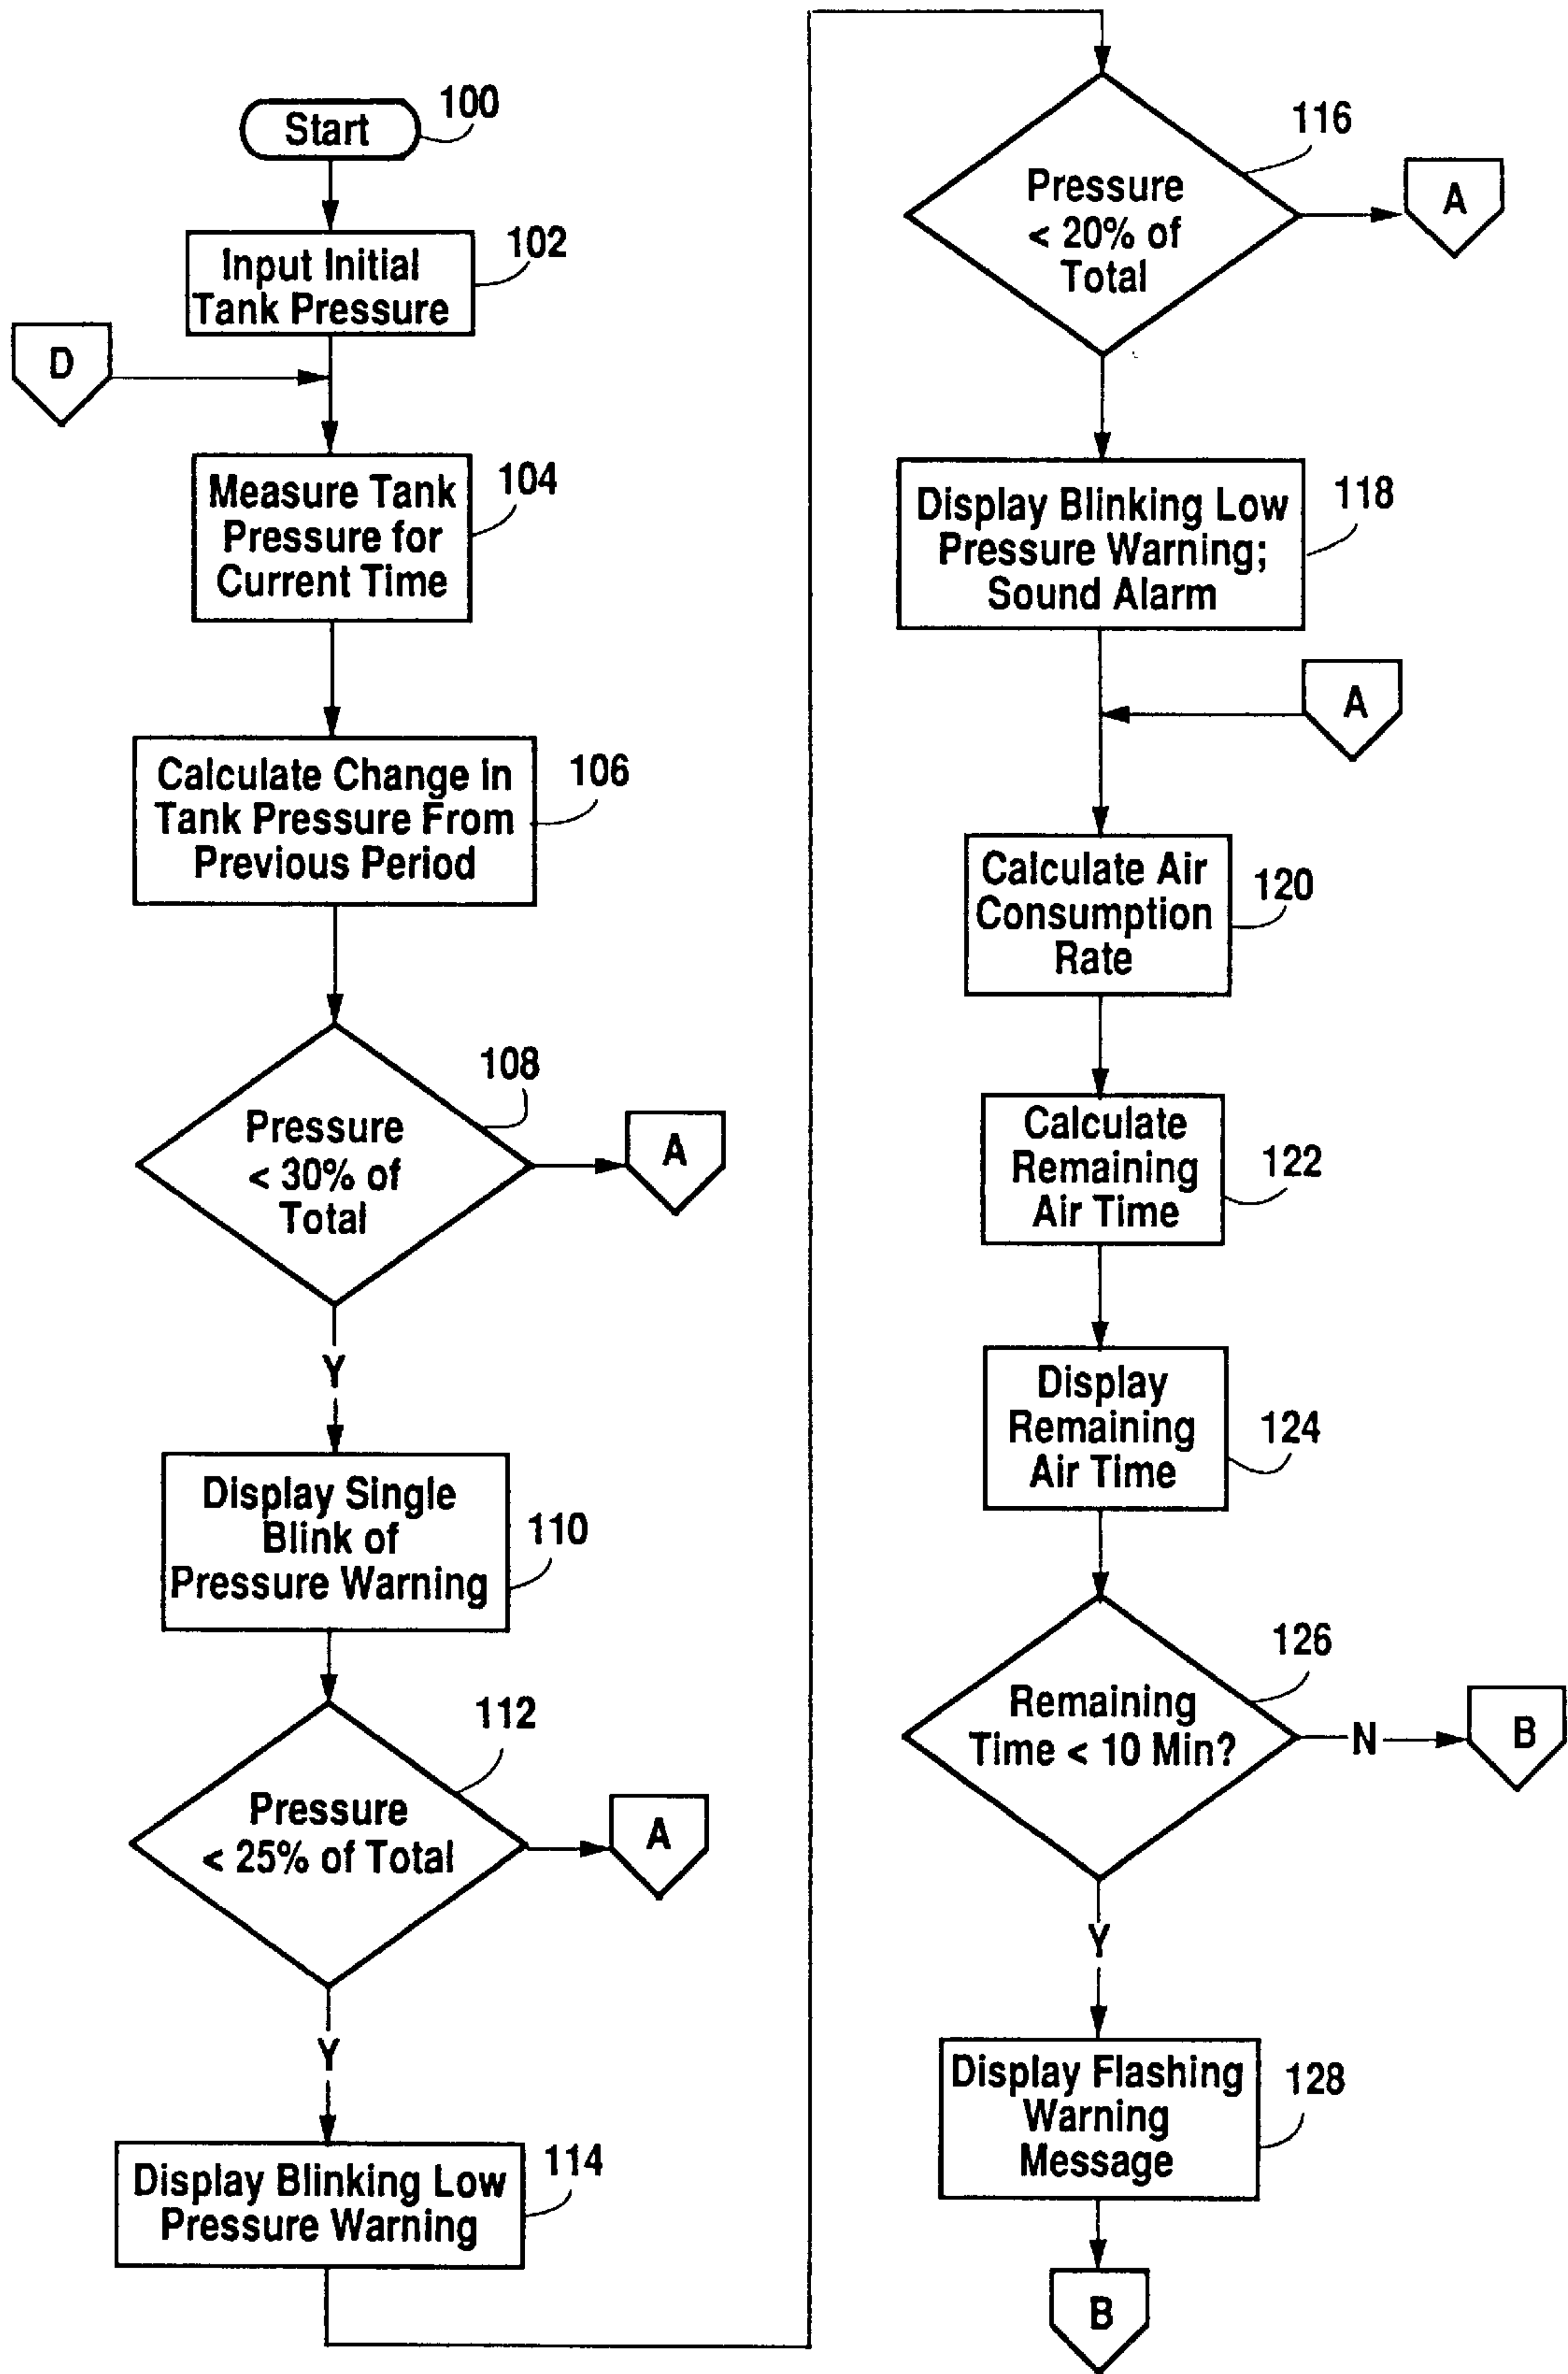 Start
100
Input Initial
Tank Pressure
102
D
Measure Tank
Pressure for
Current Time
104
Calculate Change in
Tank Pressure From
Previous Period
106
Pressure
< 30% of
Total
108
A
Y
Display Single
Blink of
Pressure Warning
110
Pressure
< 25% of Total
112
A
Y
Display Blinking Low
Pressure Warning
114
Pressure
< 20% of
Total
116
A
Display Blinking Low
Pressure Warning;
Sound Alarm
118
A
Calculate Air
Consumption
Rate
120
Calculate
Remaining
Air Time
122
Display
Remaining
Air Time
124
Remaining
Time < 10 Min?
126
N
B
Y
Display Flashing
Warning
Message
128
B